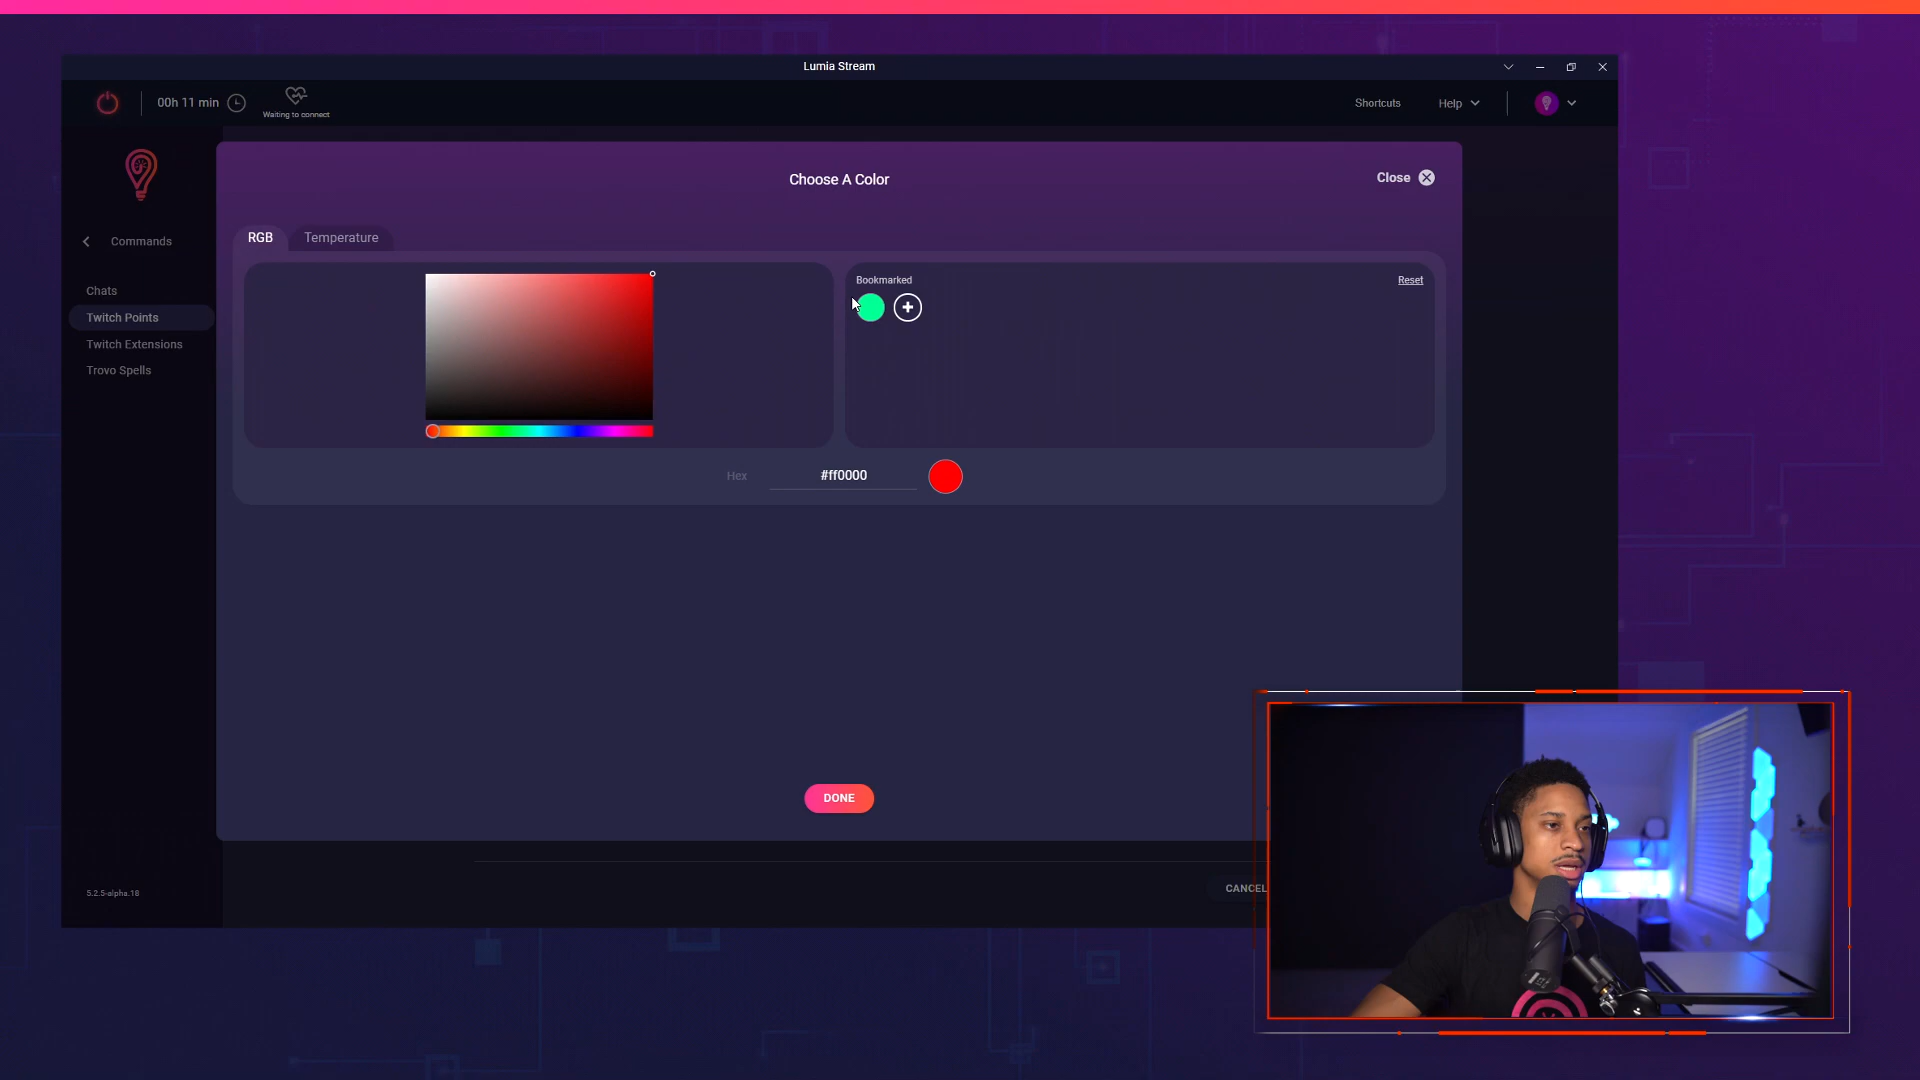 Lumia Stream
00h 11 min
Waiting to connect
Shortcuts
Help
Choose A Color
Close
Commands
RGB
Temperature
Bookmarked
Reset
Chats
Twitch Points
Twitch Extensions
Trovo Spells
Hex
#ff0000
DONE
CANCEL
5.2.5-alpha.18